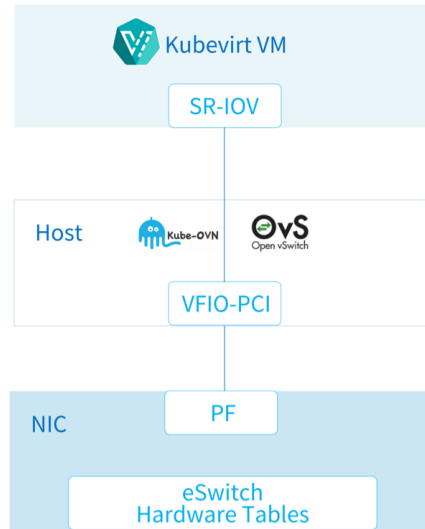 Kubevirt VM
SR-IOV
Host
Kube-OVN
OvS
Open vSwitch
VFIO-PCI
NIC
PF
eSwitch
Hardware Tables